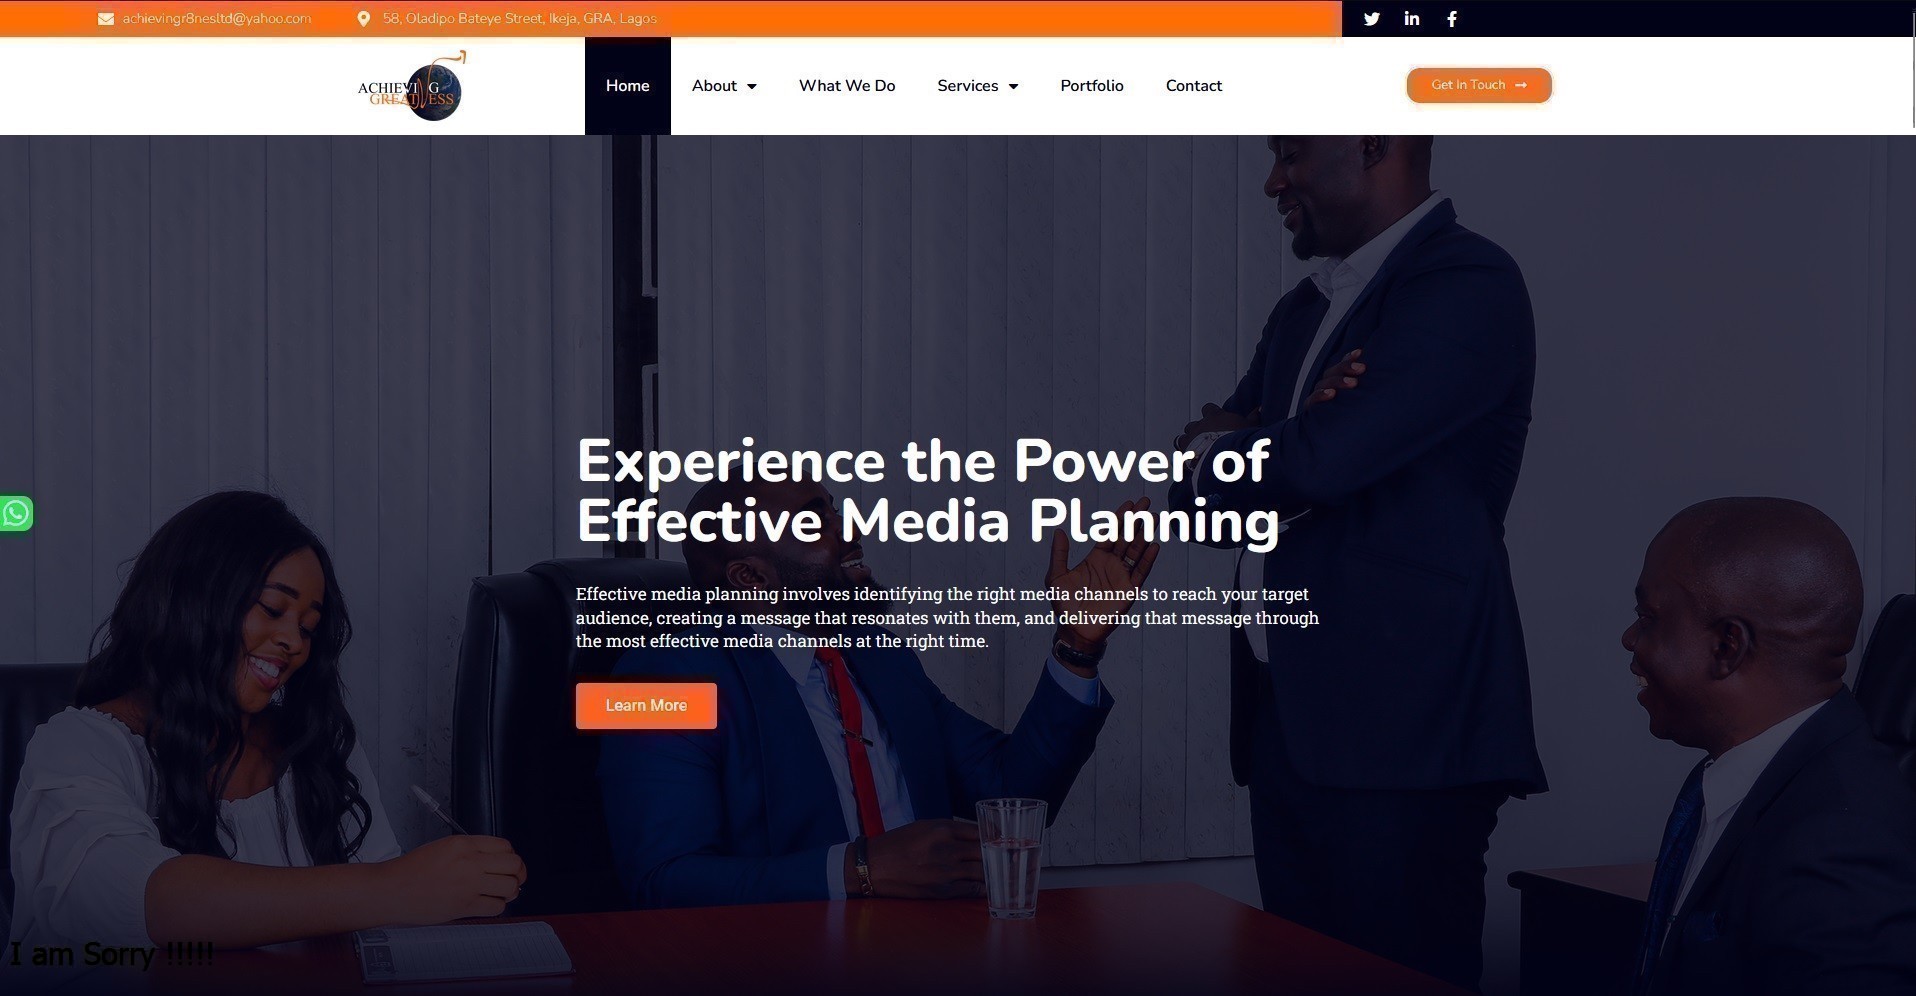 achievingr8nesltd@yahoo.com
58, Oladipo Bateye Street, Ikeja, GRA, Lagos
ACHIEVING
GREATNESS
Home
About
What We Do
Services
Portfolio
Contact
Get In Touch
Experience the Power of
Effective Media Planning
Effective media planning involves identifying the right media channels to reach your target
audience, creating a message that resonates with them, and delivering that message through
the most effective media channels at the right time.
Learn More
I am Sorry !!!!!